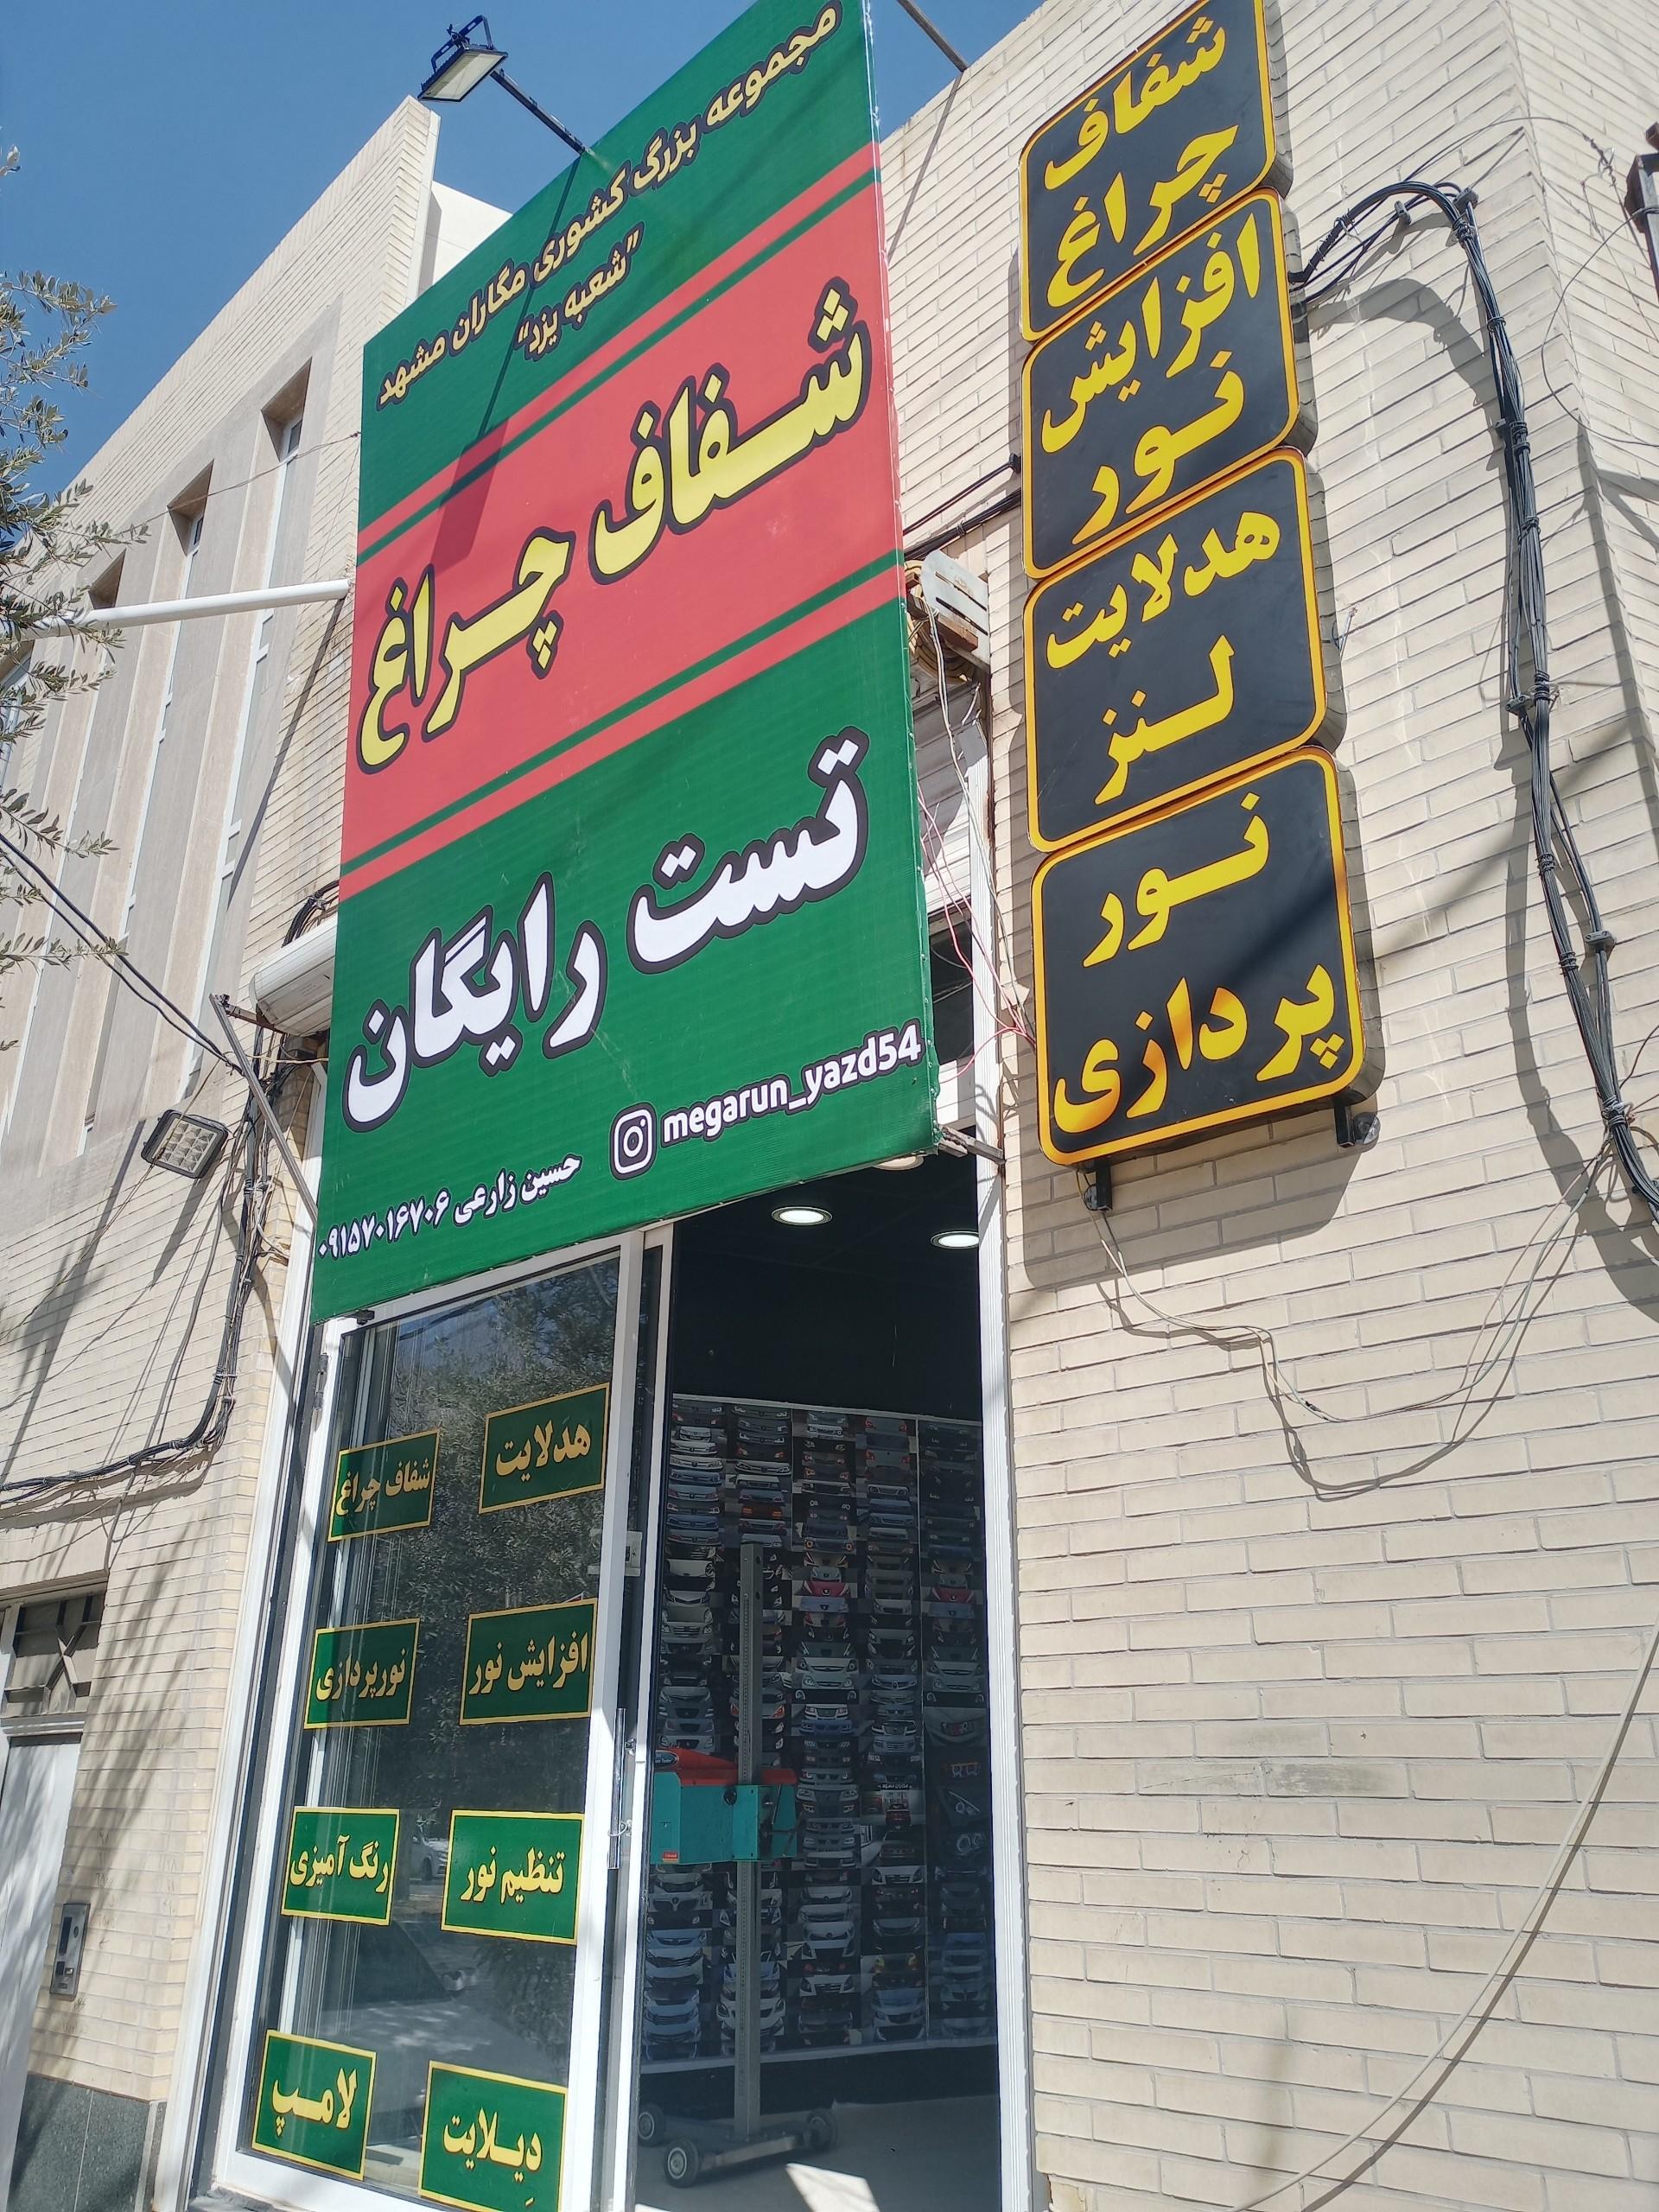 مجموعه بزرگ کشوری مگاران مشهد
"شعبه یزد"
شفاف چراغ
تست رایگان
megarun_yazd54
حسین زارعی ۰۹۱۵۷۰۱۶۷۰۶
شفاف
چراغ
افزایش
نور
هدلایت
لنز
نور
پردازی
هدلایت
شفاف چراغ
افزایش نور
نورپردازی
تنظیم نور
رنگ آمیزی
دیلایت
لامپ